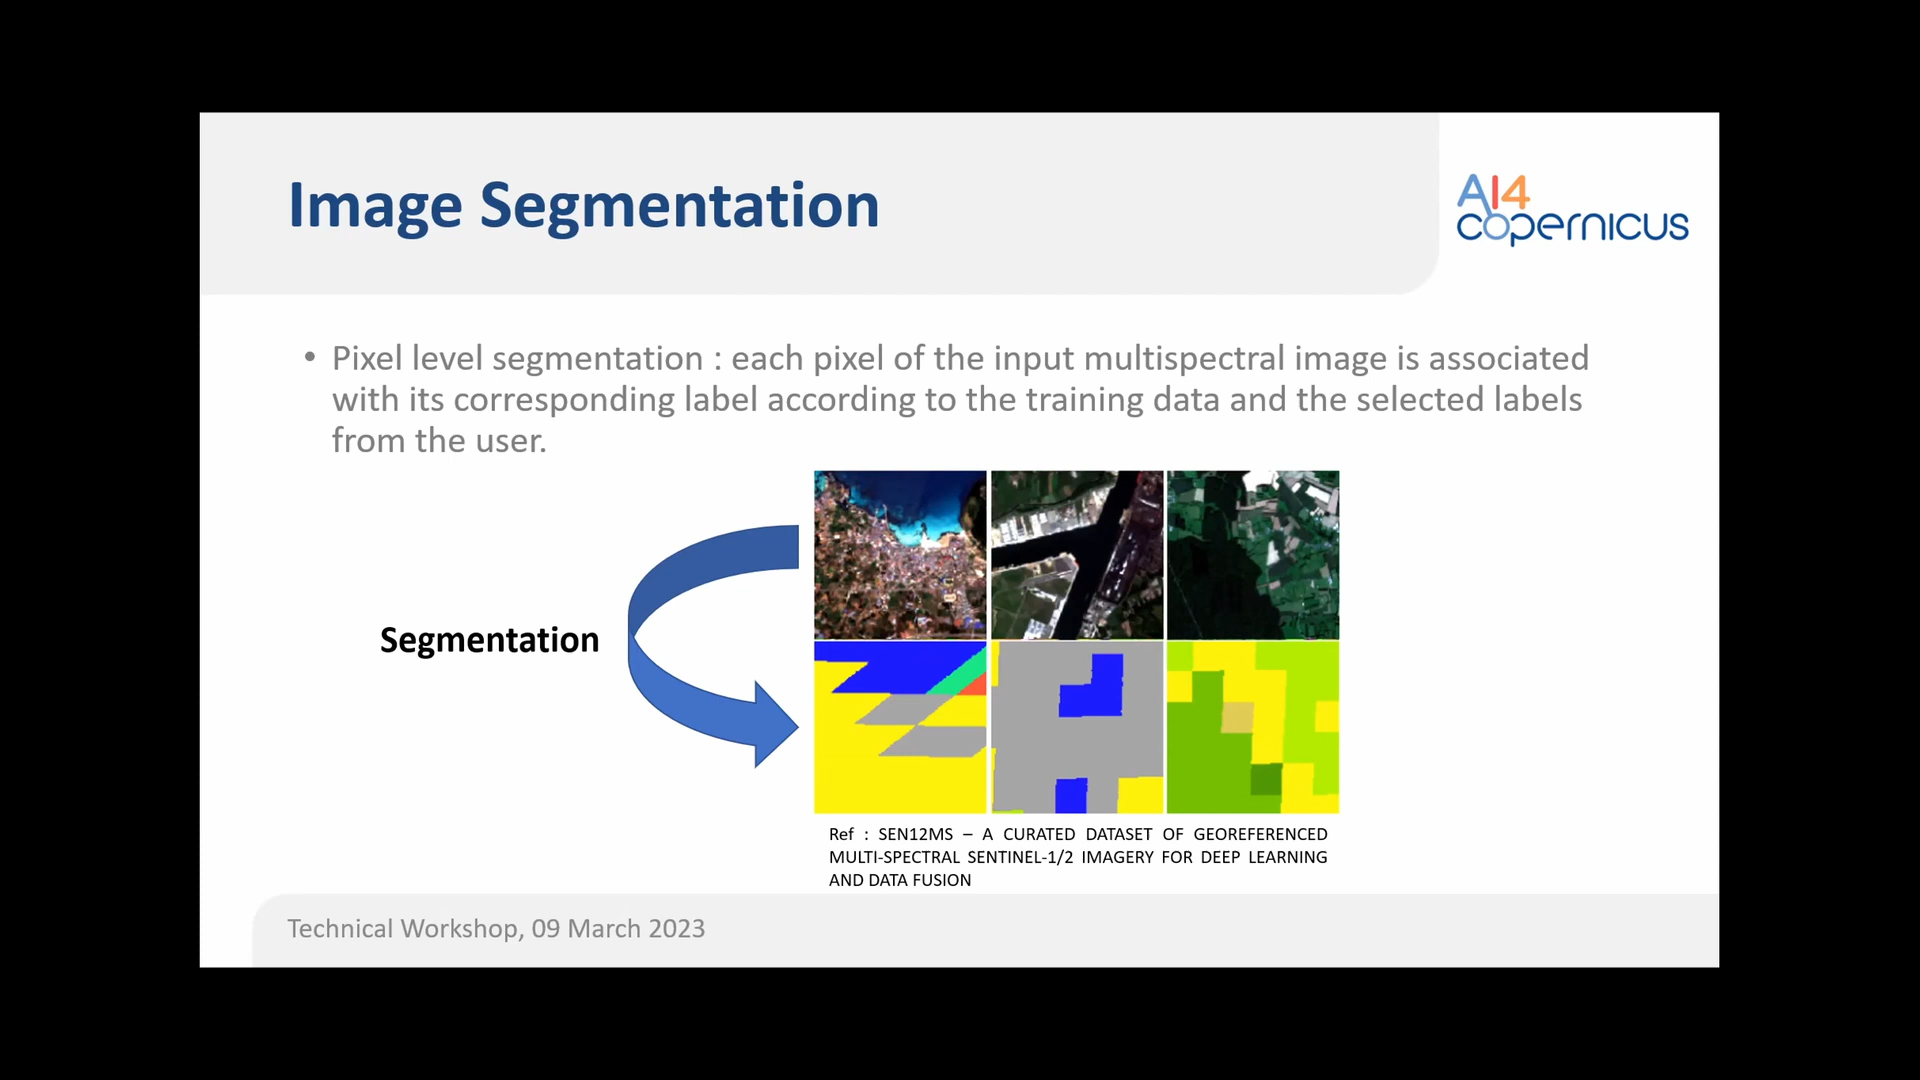 Image Segmentation
AI4
copernicus
• Pixel level segmentation : each pixel of the input multispectral image is associated
with its corresponding label according to the training data and the selected labels
from the user.
Segmentation
Ref : SEN12MS – A CURATED DATASET OF GEOREFERENCED
MULTI-SPECTRAL SENTINEL-1/2 IMAGERY FOR DEEP LEARNING
AND DATA FUSION
Technical Workshop, 09 March 2023